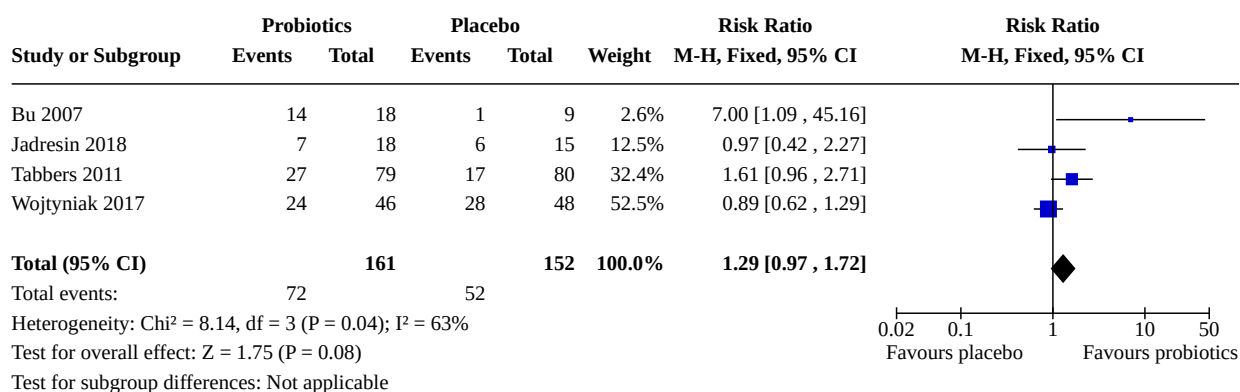 Probiotics Placebo Risk Ratio Risk Ratio
Study or Subgroup Events Total Events Total Weight M-H, Fixed, 95% CI M-H, Fixed, 95% CI
Bu 2007 14 18 1 9 2.6% 7.00 [1.09 , 45.16]
Jadresin 2018 7 18 6 15 12.5% 0.97 [0.42 , 2.27]
Tabbers 2011 27 79 17 80 32.4% 1.61 [0.96 , 2.71]
Wojtyniak 2017 24 46 28 48 52.5% 0.89 [0.62 , 1.29]
Total (95% CI) 161 152 100.0% 1.29 [0.97 , 1.72]
Total events: 72 52
Heterogeneity: Chi² = 8.14, df = 3 (P = 0.04); I² = 63%
0.02 0.1 1 10 50
Test for overall effect: Z = 1.75 (P = 0.08)
Favours placebo Favours probiotics
Test for subgroup differences: Not applicable